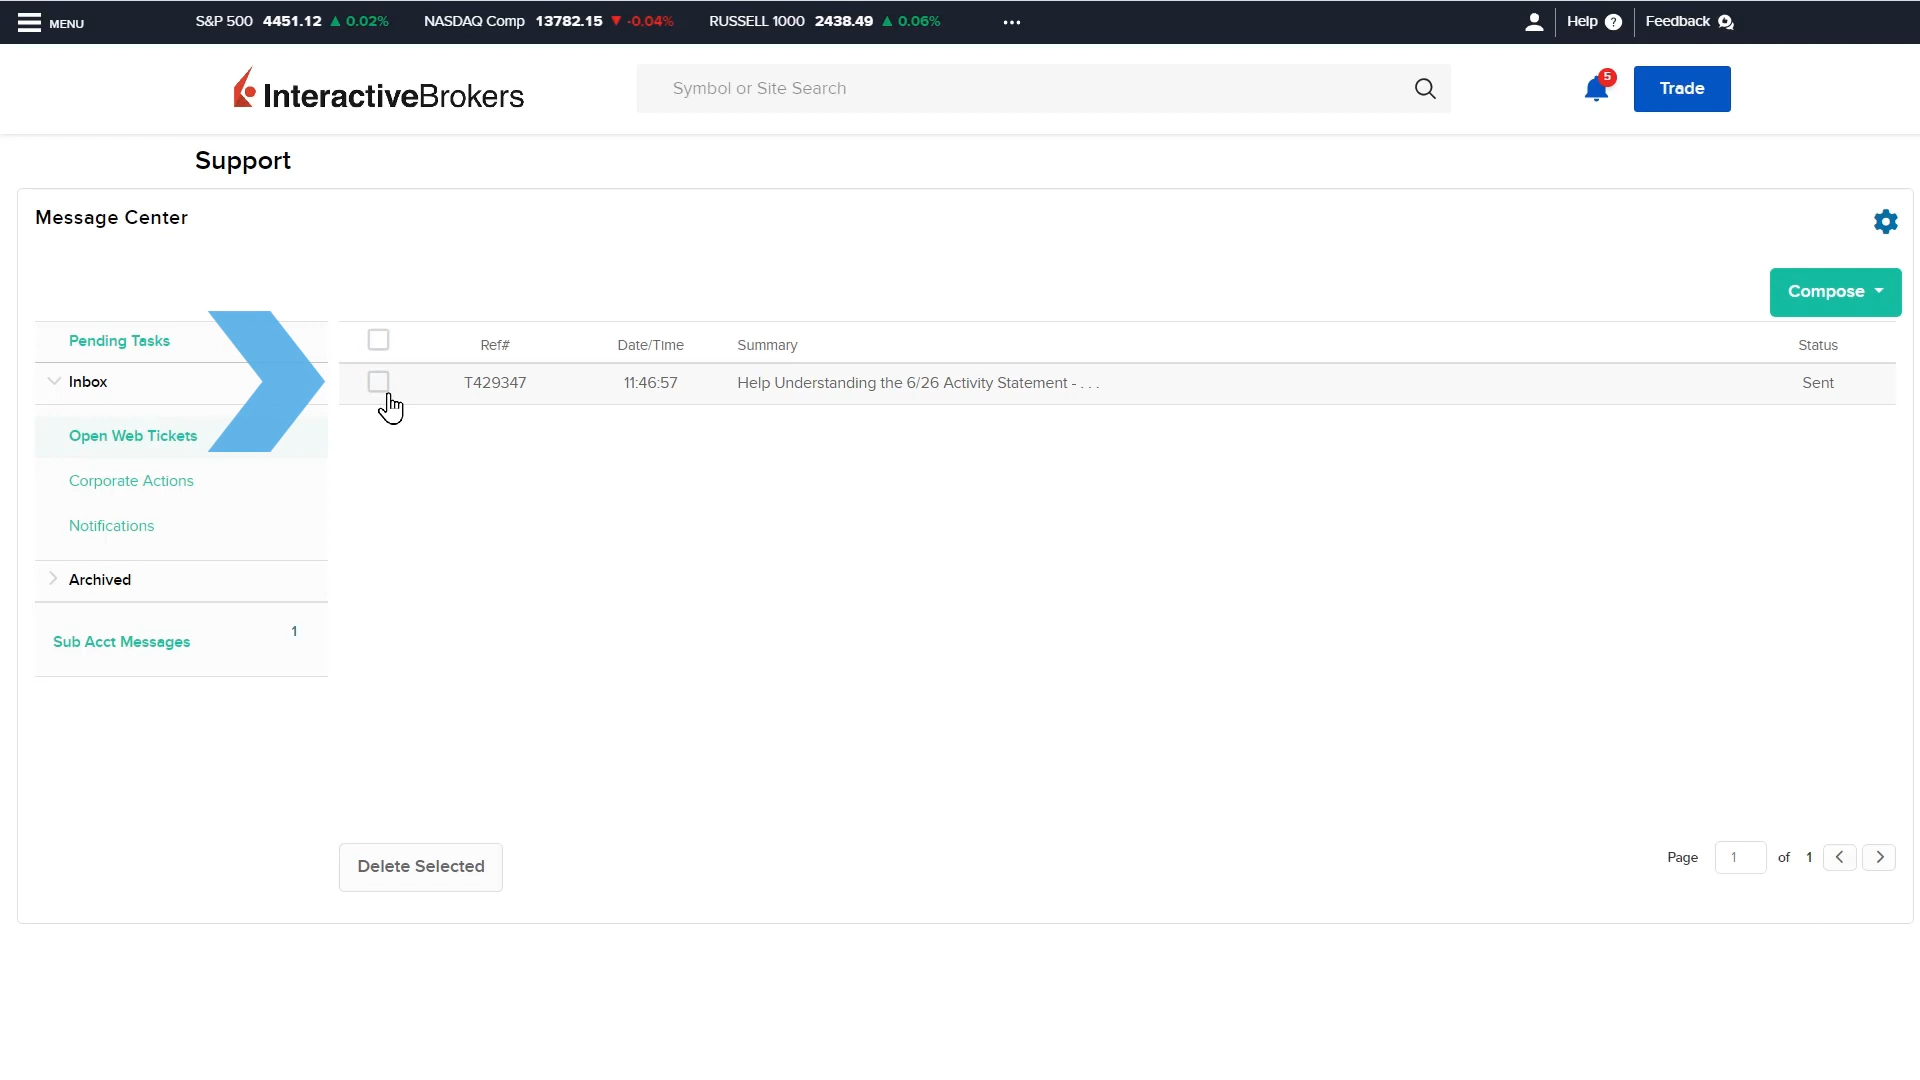 MENU S&P 500 4451.12 ▲ 0.02% NASDAQ Comp 13782.15 ▼ -0.04% RUSSELL 1000 2438.49 ▲ 0.06% ••• Help ? Feedback
InteractiveBrokers Symbol or Site Search 5 Trade
Support
Message Center
Compose
Pending Tasks
Ref# Date/Time Summary Status
Inbox
T429347 11:46:57 Help Understanding the 6/26 Activity Statement - . . . Sent
Open Web Tickets
Corporate Actions
Notifications
Archived
Sub Acct Messages 1
Delete Selected
Page 1 of 1